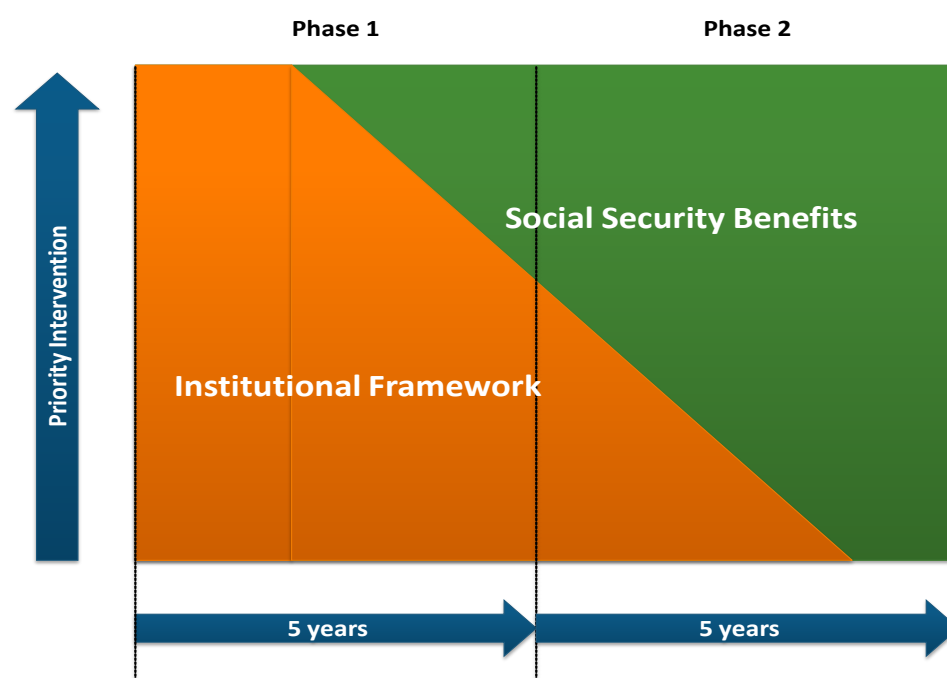 Phase 1
Phase 2
Priority Intervention
Social Security Benefits
Institutional Framework
5 years
5 years